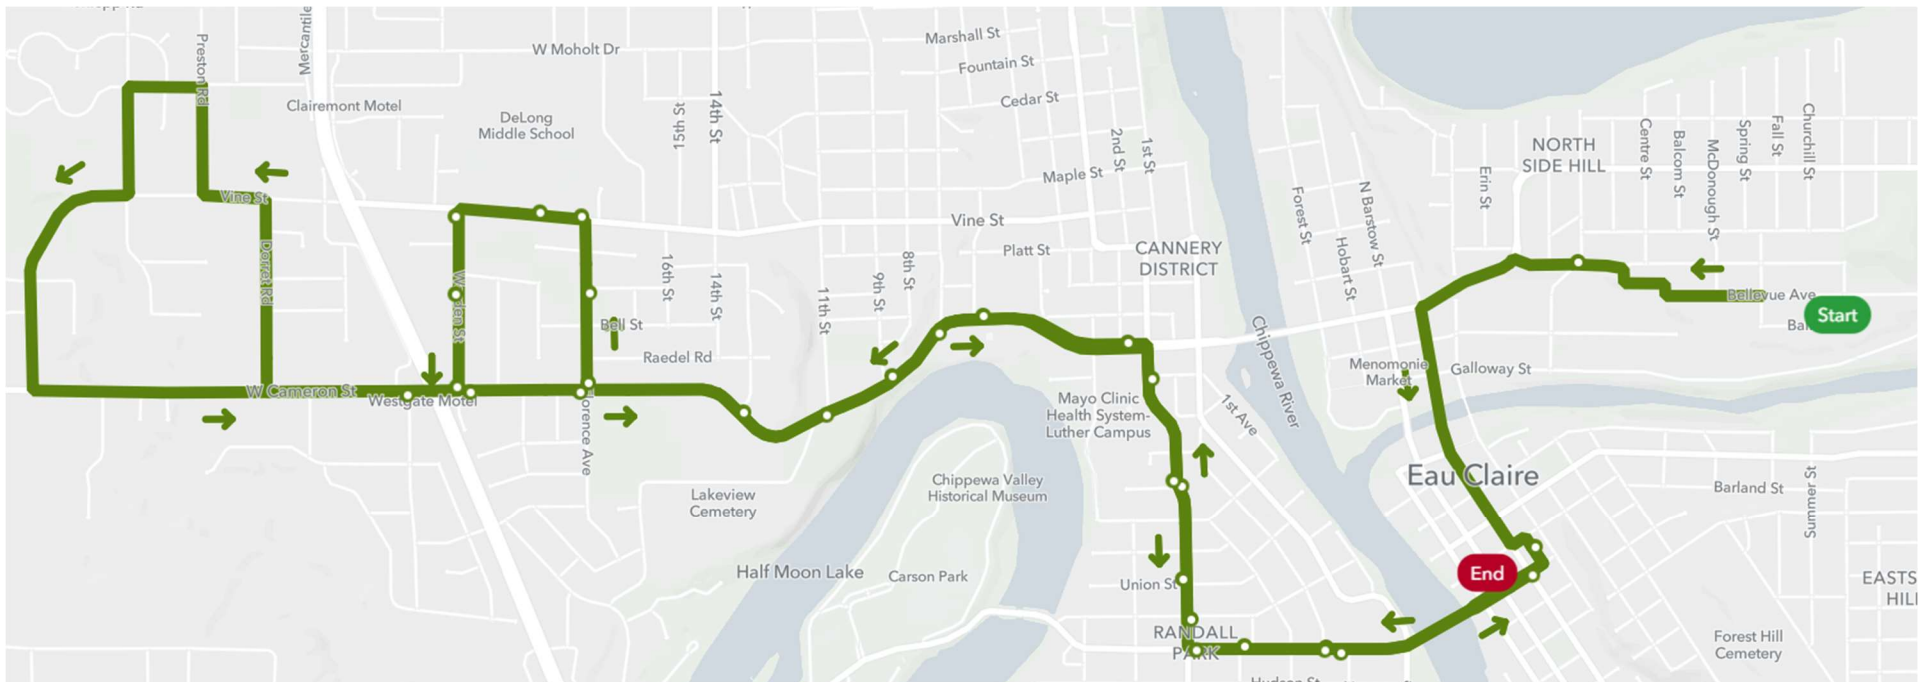 Preston Rd
Mercantile
W Moholt Dr
Marshall St
Fountain St
Cedar St
Clairemont Motel
DeLong
Middle School
15th St
14th St
2nd St
1st St
Maple St
Vine St
Vine St
Platt St
CANNERY
DISTRICT
NORTH
SIDE HILL
Erin St
Centre St
Balcom St
McDonough St
Spring St
Fall St
Churchill St
Forest St
N Barstow St
Hobart St
Dorret Rd
16th St
14th St
11th St
9th St
8th St
Bell St
Raedel Rd
Bellevue Ave
Start
Chippewa River
Menomonie
Market
Galloway St
W Cameron St
Westgate Motel
Mayo Clinic
Health System-
Luther Campus
1st Ave
Eau Claire
Barland St
Summer St
Lakeview
Cemetery
Chippewa Valley
Historical Museum
Half Moon Lake
Carson Park
Union St
End
RANDALL
PARK
EASTS
HILL
Forest Hill
Cemetery